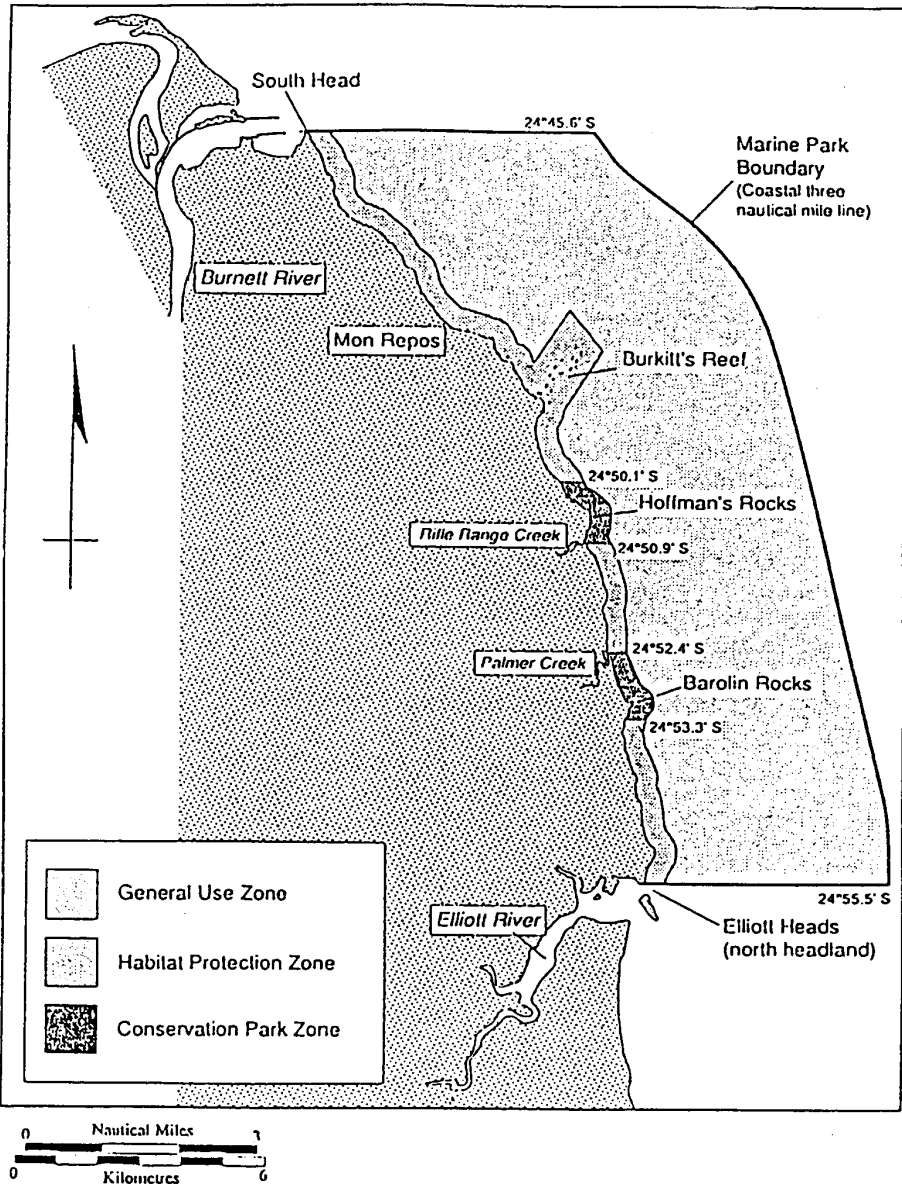 South Head
24°45.6' S
Marine Park
Boundary
(Coastal three
nautical mile line)
Burnett River
Mon Repos
Burkitt's Reef
24°50.1' S
Hoffman's Rocks
Rifle Range Creek
24°50.9' S
24°52.4' S
Palmer Creek
Barolin Rocks
24°53.3' S
General Use Zone
Habitat Protection Zone
Conservation Park Zone
24°55.5' S
Elliott River
Elliott Heads
(north headland)
0 Nautical Miles 3
0 Kilometres 6